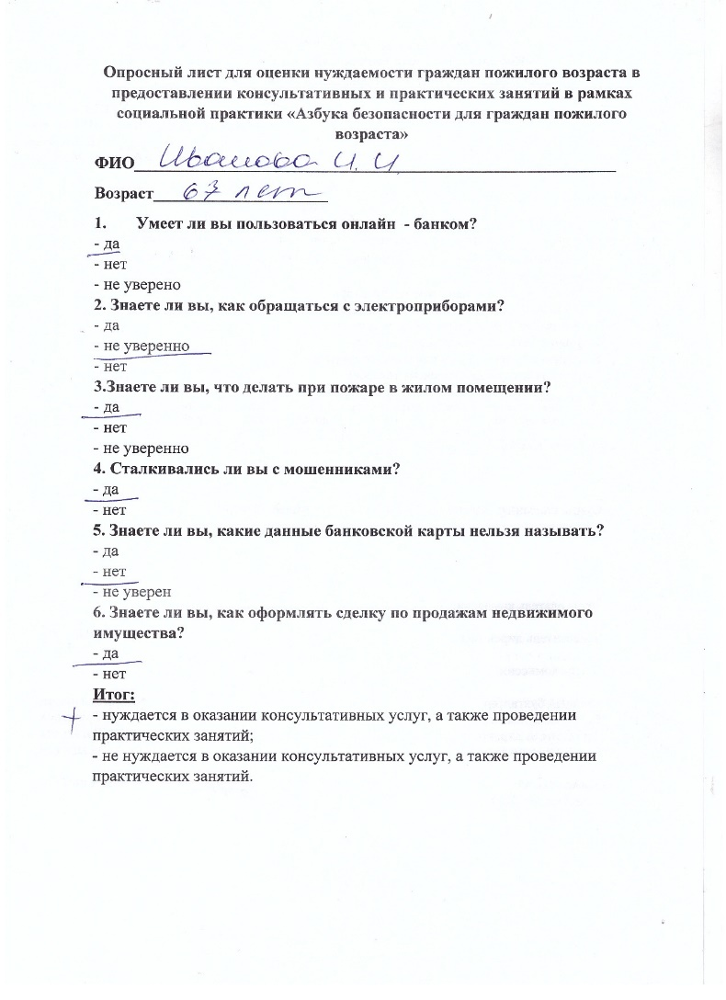 Опросный лист для оценки нуждаемости граждан пожилого возраста в
предоставлении консультативных и практических занятий в рамках
социальной практики «Азбука безопасности для граждан пожилого
возраста»
ФИО Иванова И. И
Возраст 67 лет
1. Умеет ли вы пользоваться онлайн - банком?
- да
- нет
- не уверено
2. Знаете ли вы, как обращаться с электроприборами?
- да
- не уверенно
- нет
3.Знаете ли вы, что делать при пожаре в жилом помещении?
- да
- нет
- не уверенно
4. Сталкивались ли вы с мошенниками?
- да
- нет
5. Знаете ли вы, какие данные банковской карты нельзя называть?
- да
- нет
- не уверен
6. Знаете ли вы, как оформлять сделку по продажам недвижимого
имущества?
- да
- нет
Итог:
+ - нуждается в оказании консультативных услуг, а также проведении
практических занятий;
- не нуждается в оказании консультативных услуг, а также проведении
практических занятий.